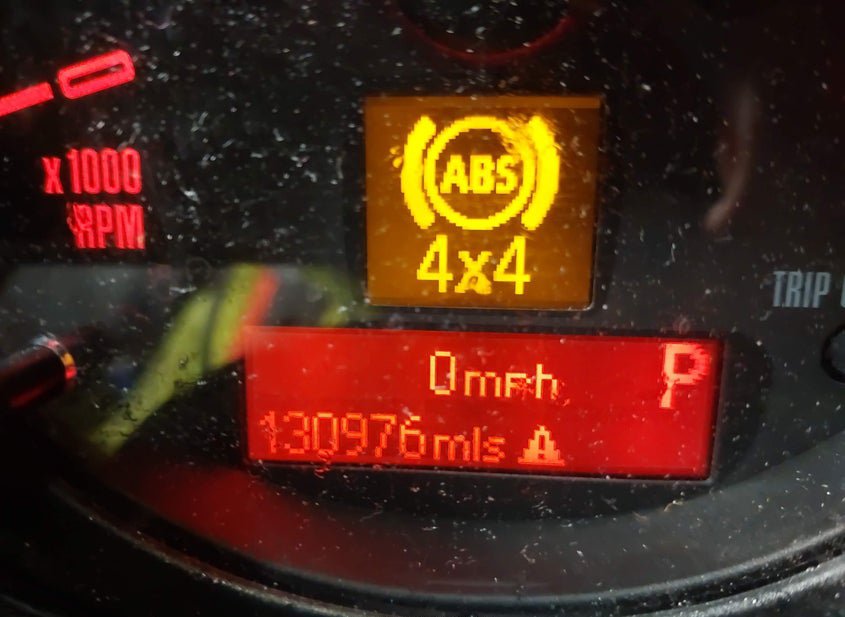 x1000
RPM
ABS
4x4
TRIP
0mph
P
130976mls